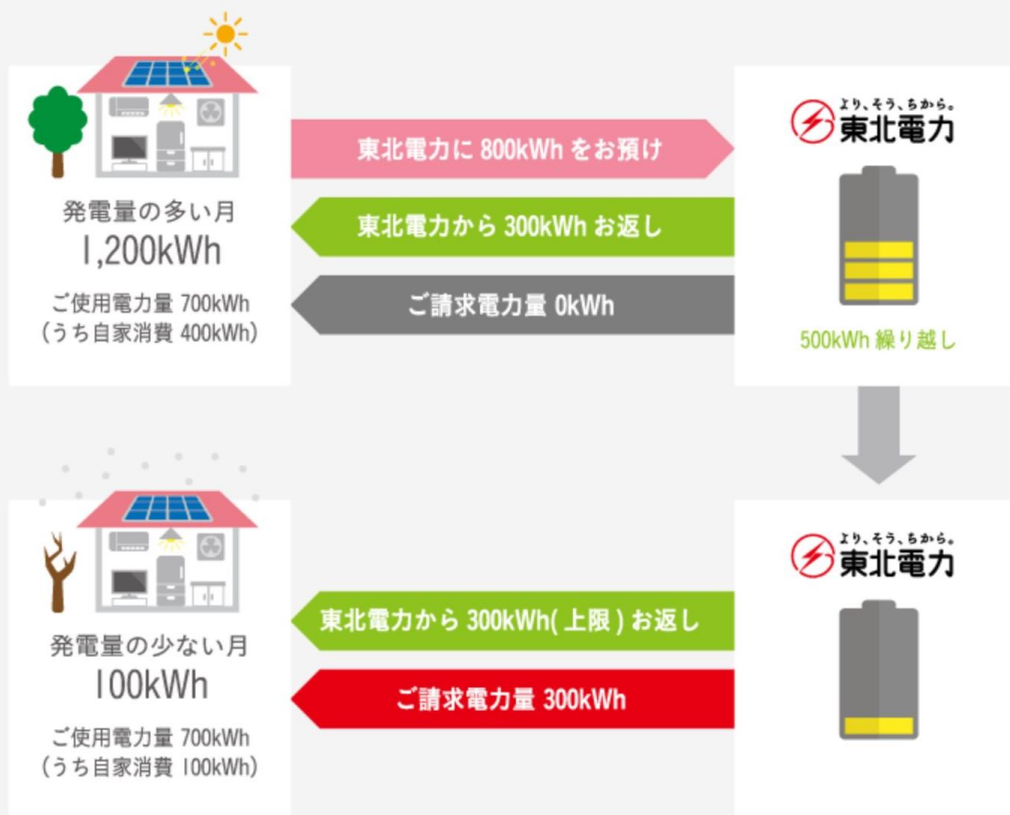 東北電力に 800kWh をお預け
東北電力から 300kWh お返し
ご請求電力量 0kWh
発電量の多い月
1,200kWh
ご使用電力量 700kWh
(うち自家消費 400kWh)
より、そう、ちから。
東北電力
500kWh 繰り越し
東北電力から 300kWh( 上限 ) お返し
ご請求電力量 300kWh
発電量の少ない月
100kWh
ご使用電力量 700kWh
(うち自家消費 100kWh)
より、そう、ちから。
東北電力